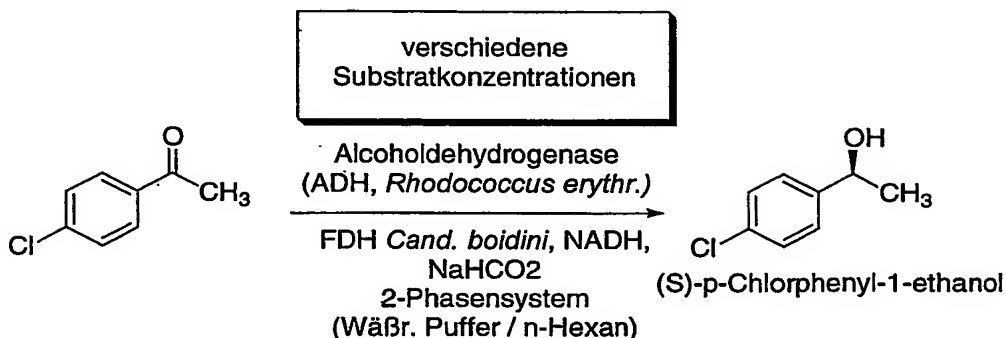 verschiedene
Substratkonzentrationen
O
CH3
Cl
Alcoholdehydrogenase
(ADH, Rhodococcus erythr.)
FDH Cand. boidini, NADH,
NaHCO2
2-Phasensystem
(Wäßr. Puffer / n-Hexan)
OH
CH3
Cl
(S)-p-Chlorphenyl-1-ethanol